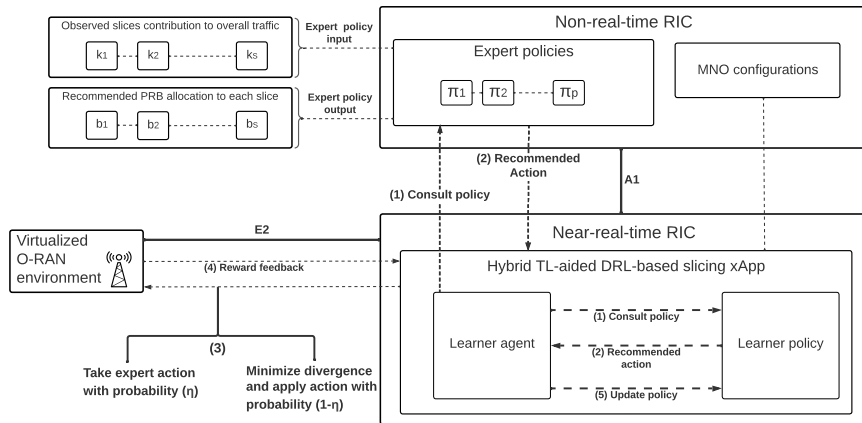 Observed slices contribution to overall traffic
k1 k2 ks
Expert policy
input
Recommended PRB allocation to each slice
b1 b2 bs
Expert policy
output
Non-real-time RIC
Expert policies
π1 π2 πp
MNO configurations
(2) Recommended
Action
(1) Consult policy
A1
E2
Virtualized
O-RAN
environment
(4) Reward feedback
(3)
Take expert action
with probability (η)
Minimize divergence
and apply action with
probability (1-η)
Near-real-time RIC
Hybrid TL-aided DRL-based slicing xApp
Learner agent
(1) Consult policy
(2) Recommended
action
(5) Update policy
Learner policy